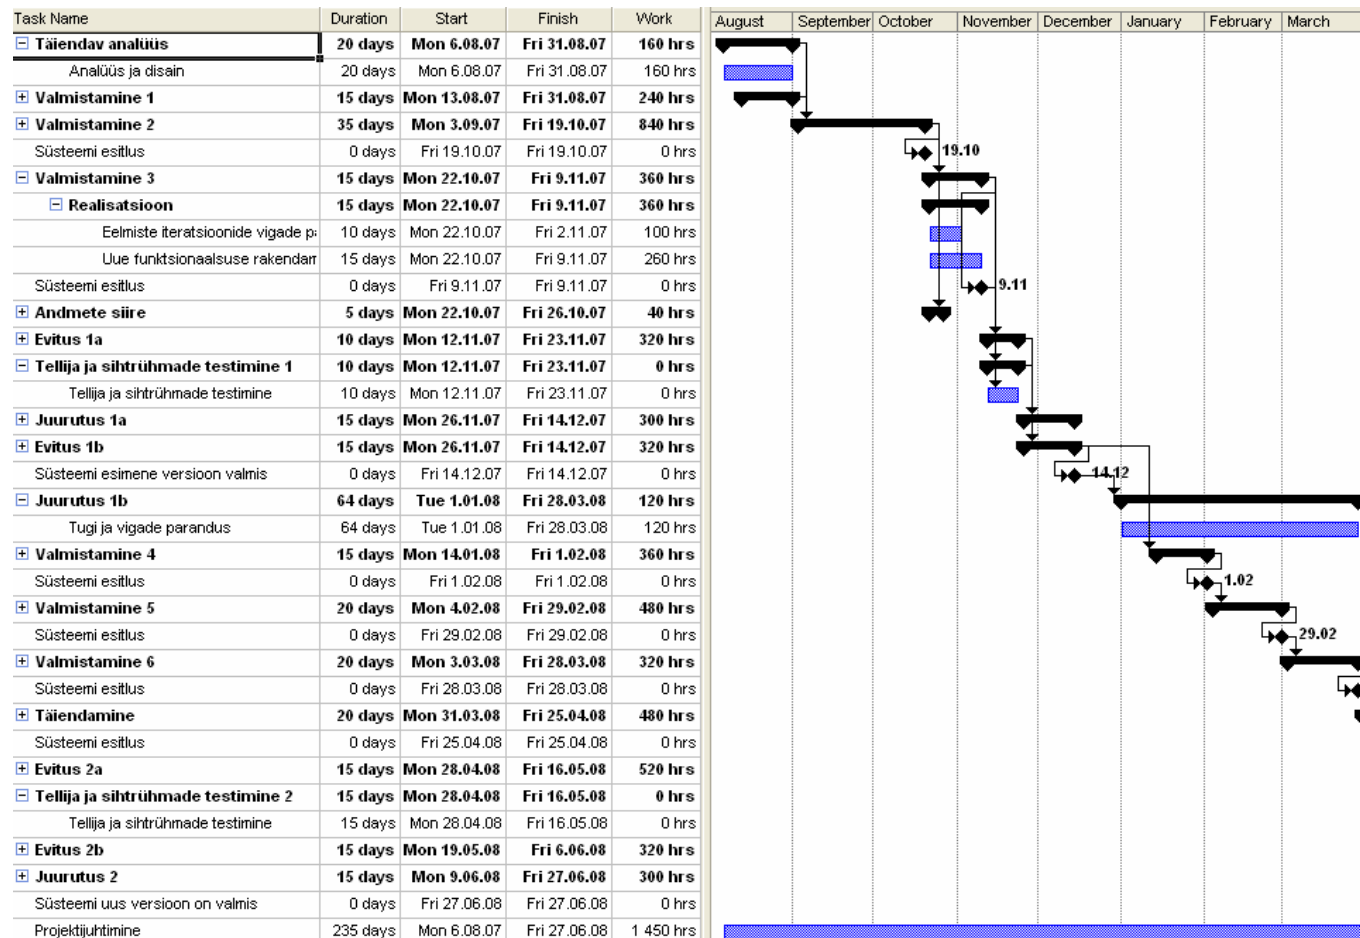 Task Name Duration Start Finish Work August September October November December January February March
Täiendav analüüs 20 days Mon 6.08.07 Fri 31.08.07 160 hrs
Analüüs ja disain 20 days Mon 6.08.07 Fri 31.08.07 160 hrs
Valmistamine 1 15 days Mon 13.08.07 Fri 31.08.07 240 hrs
Valmistamine 2 35 days Mon 3.09.07 Fri 19.10.07 840 hrs
Süsteemi esitlus 0 days Fri 19.10.07 Fri 19.10.07 0 hrs 19.10
Valmistamine 3 15 days Mon 22.10.07 Fri 9.11.07 360 hrs
Realisatsioon 15 days Mon 22.10.07 Fri 9.11.07 360 hrs
Eelmiste iteratsioonide vigade 10 days Mon 22.10.07 Fri 2.11.07 100 hrs
Uue funktsionaalsuse 15 days Mon 22.10.07 Fri 9.11.07 260 hrs
Süsteemi esitlus 0 days Fri 9.11.07 Fri 9.11.07 0 hrs 9.11
Andmete siire 5 days Mon 22.10.07 Fri 26.10.07 40 hrs
Evitus 1a 10 days Mon 12.11.07 Fri 23.11.07 320 hrs
Tellija ja sihtrühmade testimine 1 10 days Mon 12.11.07 Fri 23.11.07 0 hrs
Tellija ja sihtrühmade testimine 10 days Mon 12.11.07 Fri 23.11.07 0 hrs
Juurutus 1a 15 days Mon 26.11.07 Fri 14.12.07 300 hrs
Evitus 1b 15 days Mon 26.11.07 Fri 14.12.07 320 hrs
Süsteemi esimene versioon valmis 0 days Fri 14.12.07 Fri 14.12.07 0 hrs 14.12
Juurutus 1b 64 days Tue 1.01.08 Fri 28.03.08 120 hrs
Tugi ja vigade parandus 64 days Tue 1.01.08 Fri 28.03.08 120 hrs
Valmistamine 4 15 days Mon 14.01.08 Fri 1.02.08 360 hrs
Süsteemi esitlus 0 days Fri 1.02.08 Fri 1.02.08 0 hrs 1.02
Valmistamine 5 20 days Mon 4.02.08 Fri 29.02.08 480 hrs
Süsteemi esitlus 0 days Fri 29.02.08 Fri 29.02.08 0 hrs 29.02
Valmistamine 6 20 days Mon 3.03.08 Fri 28.03.08 320 hrs
Süsteemi esitlus 0 days Fri 28.03.08 Fri 28.03.08 0 hrs
Täiendamine 20 days Mon 31.03.08 Fri 25.04.08 480 hrs
Süsteemi esitlus 0 days Fri 25.04.08 Fri 25.04.08 0 hrs
Evitus 2a 15 days Mon 28.04.08 Fri 16.05.08 520 hrs
Tellija ja sihtrühmade testimine 2 15 days Mon 28.04.08 Fri 16.05.08 0 hrs
Tellija ja sihtrühmade testimine 15 days Mon 28.04.08 Fri 16.05.08 0 hrs
Evitus 2b 15 days Mon 19.05.08 Fri 6.06.08 320 hrs
Juurutus 2 15 days Mon 9.06.08 Fri 27.06.08 300 hrs
Süsteemi uus versioon on valmis 0 days Fri 27.06.08 Fri 27.06.08 0 hrs
Projektijuhtimine 235 days Mon 6.08.07 Fri 27.06.08 1 450 hrs